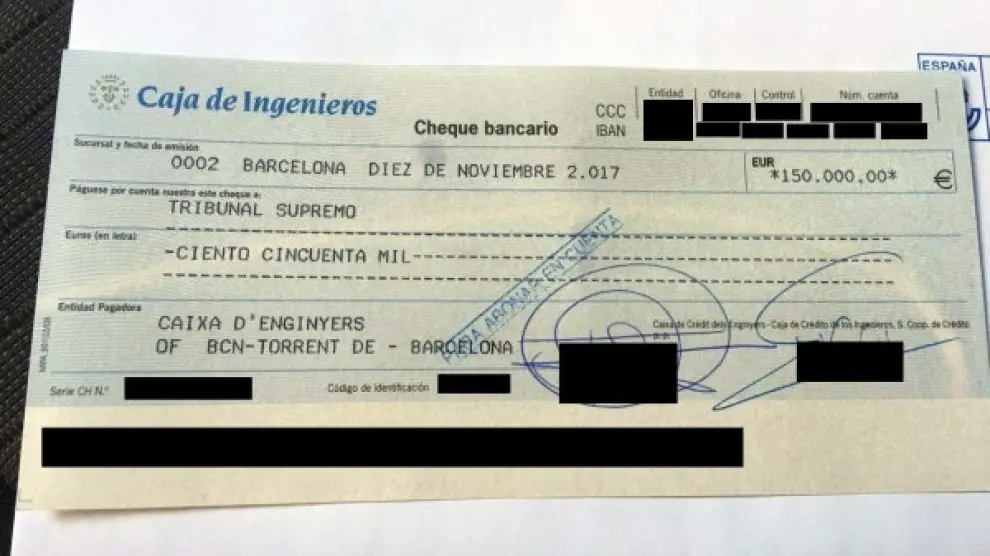 ESPAÑA
Caja de Ingenieros
Cheque bancario
CCC
IBAN
Entidad Oficina Control Núm. cuenta
Sucursal y fecha de emisión
0002 BARCELONA DIEZ DE NOVIEMBRE 2.017
EUR
*150.000.00* €
Páguese por cuenta nuestra este cheque a:
TRIBUNAL SUPREMO
Euros (en letra)
-CIENTO CINCUENTA MIL
PARA ABONAR EN CUENTA
Entidad Pagadora
CAIXA D'ENGINYERS
OF BCN-TORRENT DE - BARCELONA
Caixa de Crèdit dels Enginyers - Caja de Crédito de los Ingenieros, S. Coop. de Crédito
p.p.
Serie CH N.º
Código de identificación